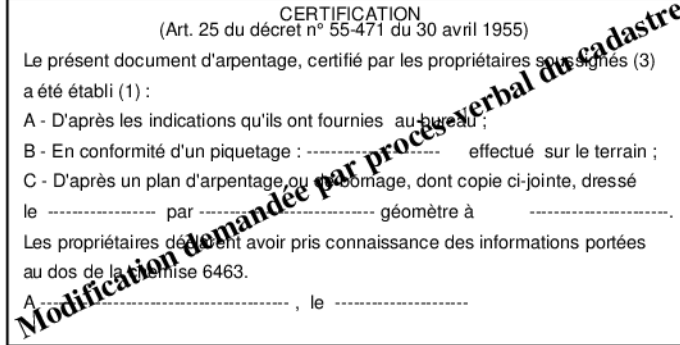 CERTIFICATION
(Art. 25 du décret n° 55-471 du 30 avril 1955)
Le présent document d'arpentage, certifié par les propriétaires soussignés (3)
a été établi (1) :
A - D'après les indications qu'ils ont fournies au bureau ;
B - En conformité d'un piquetage : -------------------- effectué sur le terrain ;
C - D'après un plan d'arpentage ou de bornage, dont copie ci-jointe, dressé
le ---------------- par -------------------------- géomètre à --------------------.
Les propriétaires déclarent avoir pris connaissance des informations portées
au dos de la chemise 6463.
A ------------------------------------- , le --------------------
Modification demandée par procès-verbal du cadastre